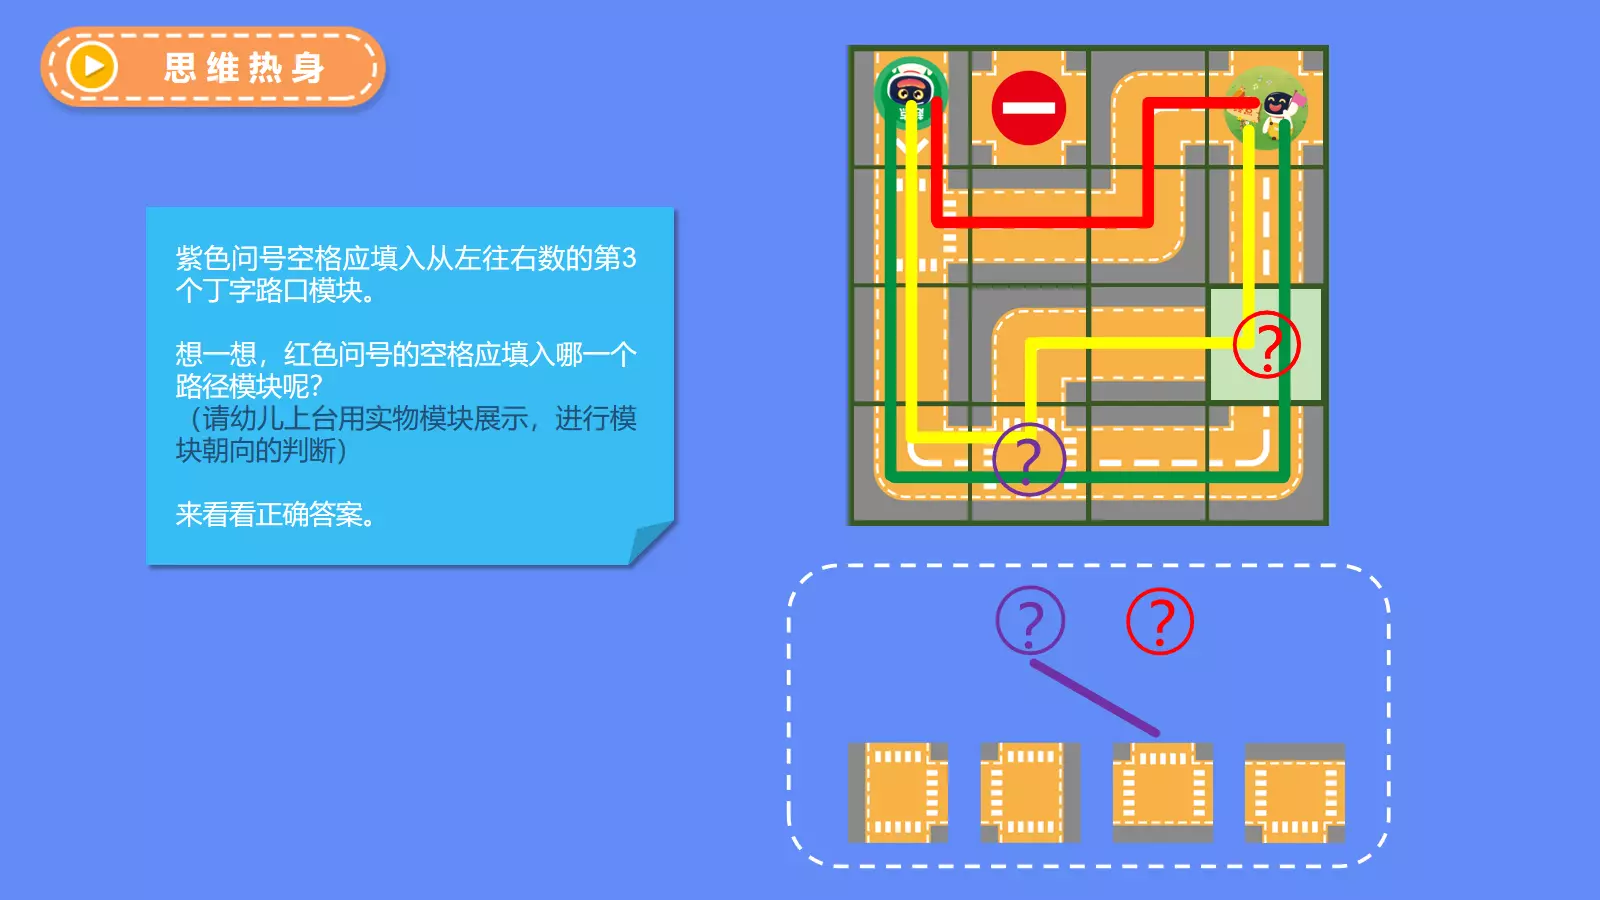 思维热身
紫色问号空格应填入从左往右数的第3
个丁字路口模块。
想一想，红色问号的空格应填入哪一个
路径模块呢？
（请幼儿上台用实物模块展示，进行模
块朝向的判断）
来看看正确答案。
?
?
? ?